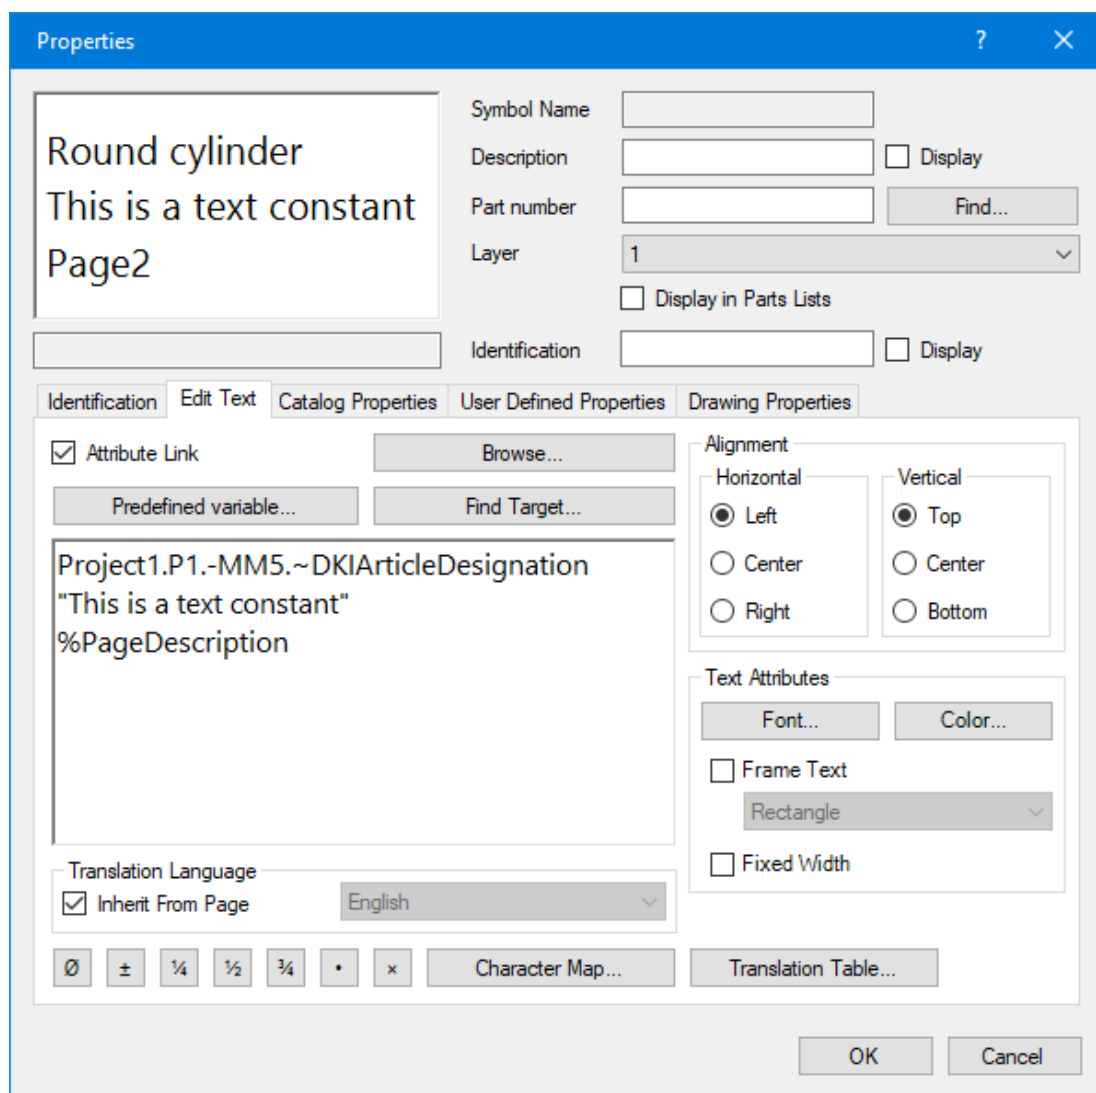 Properties
?
Round cylinder
This is a text constant
Page2
Symbol Name
Description
Display
Part number
Find...
Layer
1
Display in Parts Lists
Identification
Display
Identification
Edit Text
Catalog Properties
User Defined Properties
Drawing Properties
Attribute Link
Browse...
Predefined variable...
Find Target...
Project1.P1.-MM5.~DKIArticleDesignation
"This is a text constant"
%PageDescription
Alignment
Horizontal
Left
Center
Right
Vertical
Top
Center
Bottom
Text Attributes
Font...
Color...
Frame Text
Rectangle
Fixed Width
Translation Language
Inherit From Page
English
Ø
±
¼
½
¾
•
×
Character Map...
Translation Table...
OK
Cancel